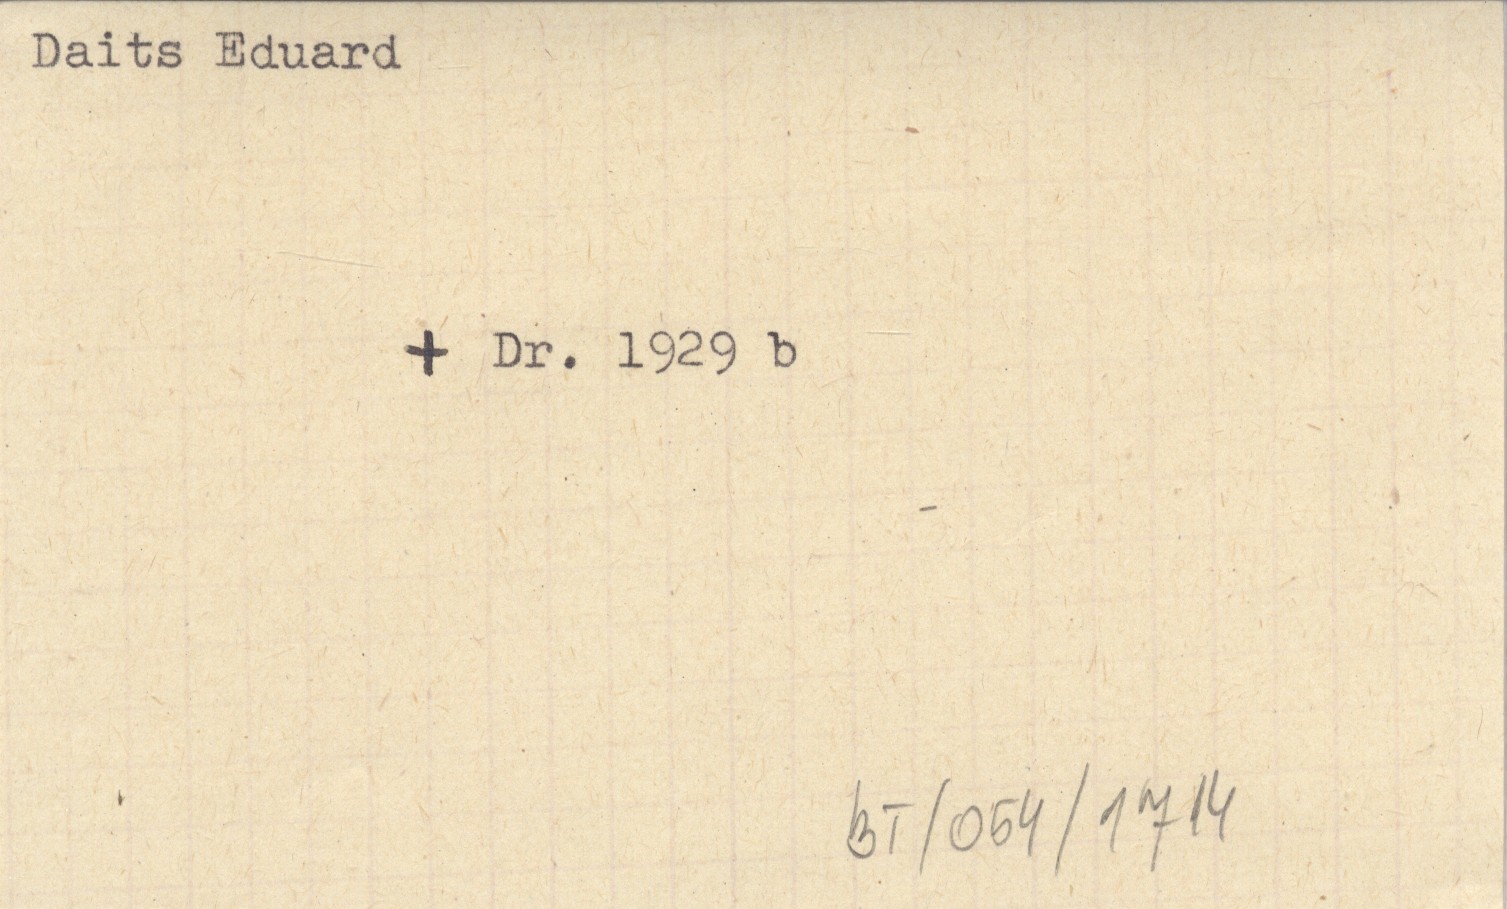 Daits Eduard
+ Dr. 1929 b
BT/054/1714